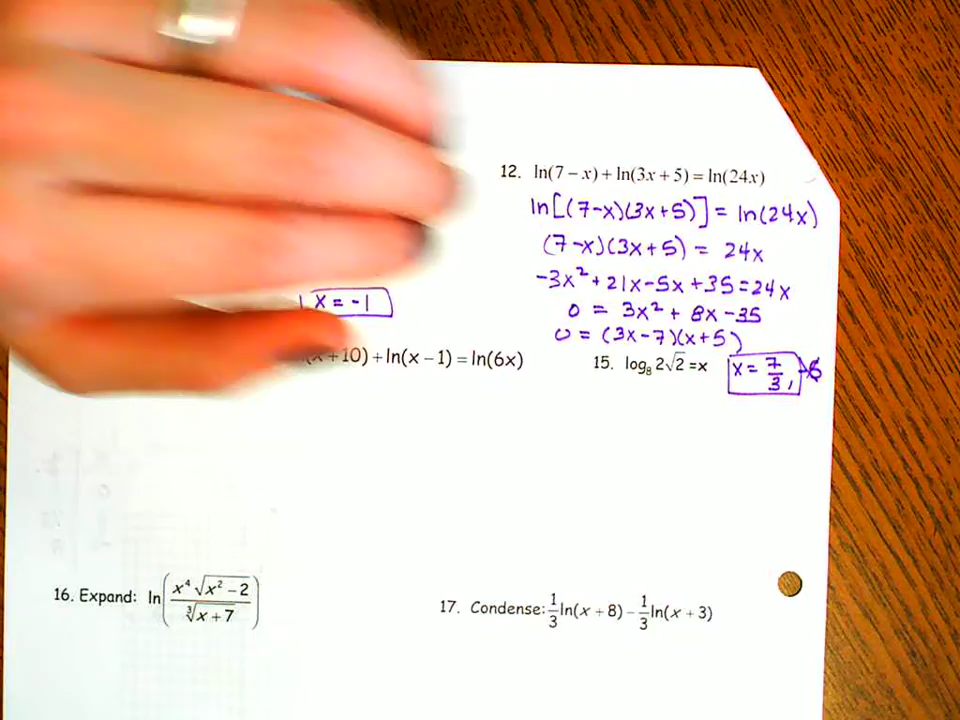 12. ln(7 − x) + ln(3x + 5) = ln(24x)
ln[(7-x)(3x+5)] = ln(24x)
(7-x)(3x+5) = 24x
-3x² + 21x - 5x + 35 = 24x
x = -1
0 = 3x² + 8x - 35
0 = (3x-7)(x+5)
+10) + ln(x − 1) = ln(6x)
15. log₈ 2√2 = x
x = 7/3, -5
16. Expand: ln(x⁴√(x² − 2) / ∛(x + 7))
17. Condense: 1/3 ln(x + 8) − 1/3 ln(x + 3)